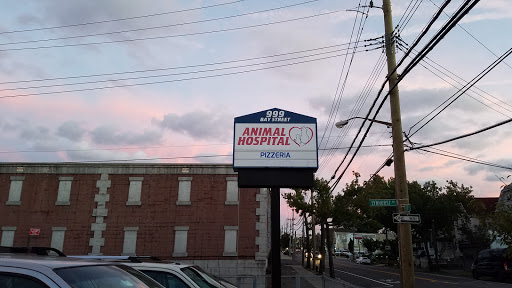 999
BAY STREET
ANIMAL
HOSPITAL
PIZZERIA